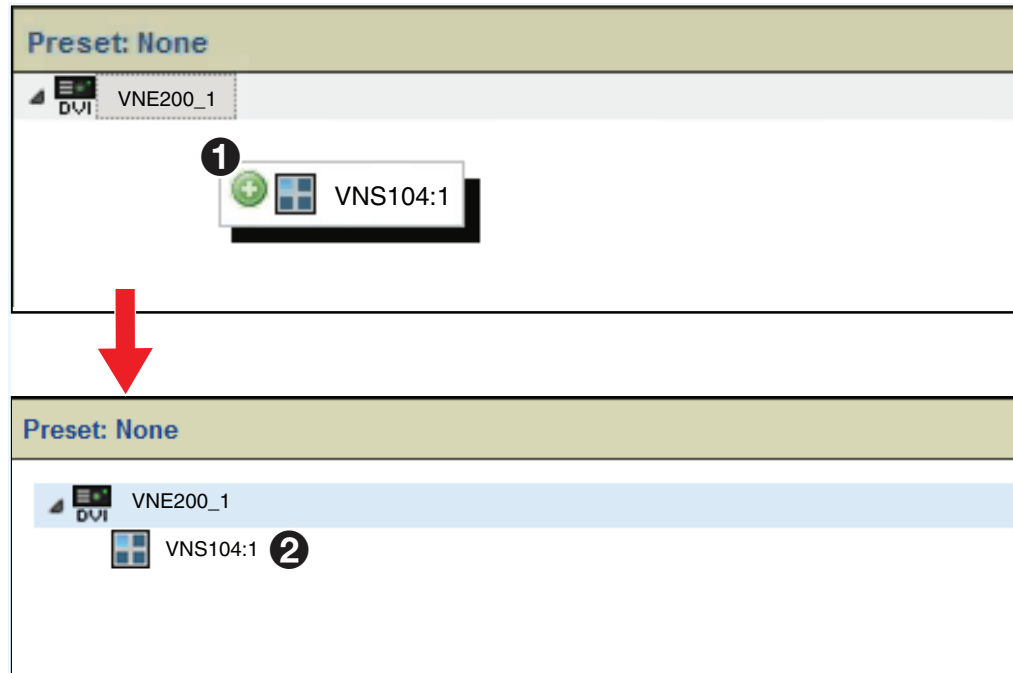 Preset: None
DVI VNE200_1
1
VNS104:1
Preset: None
DVI VNE200_1
VNS104:1 2